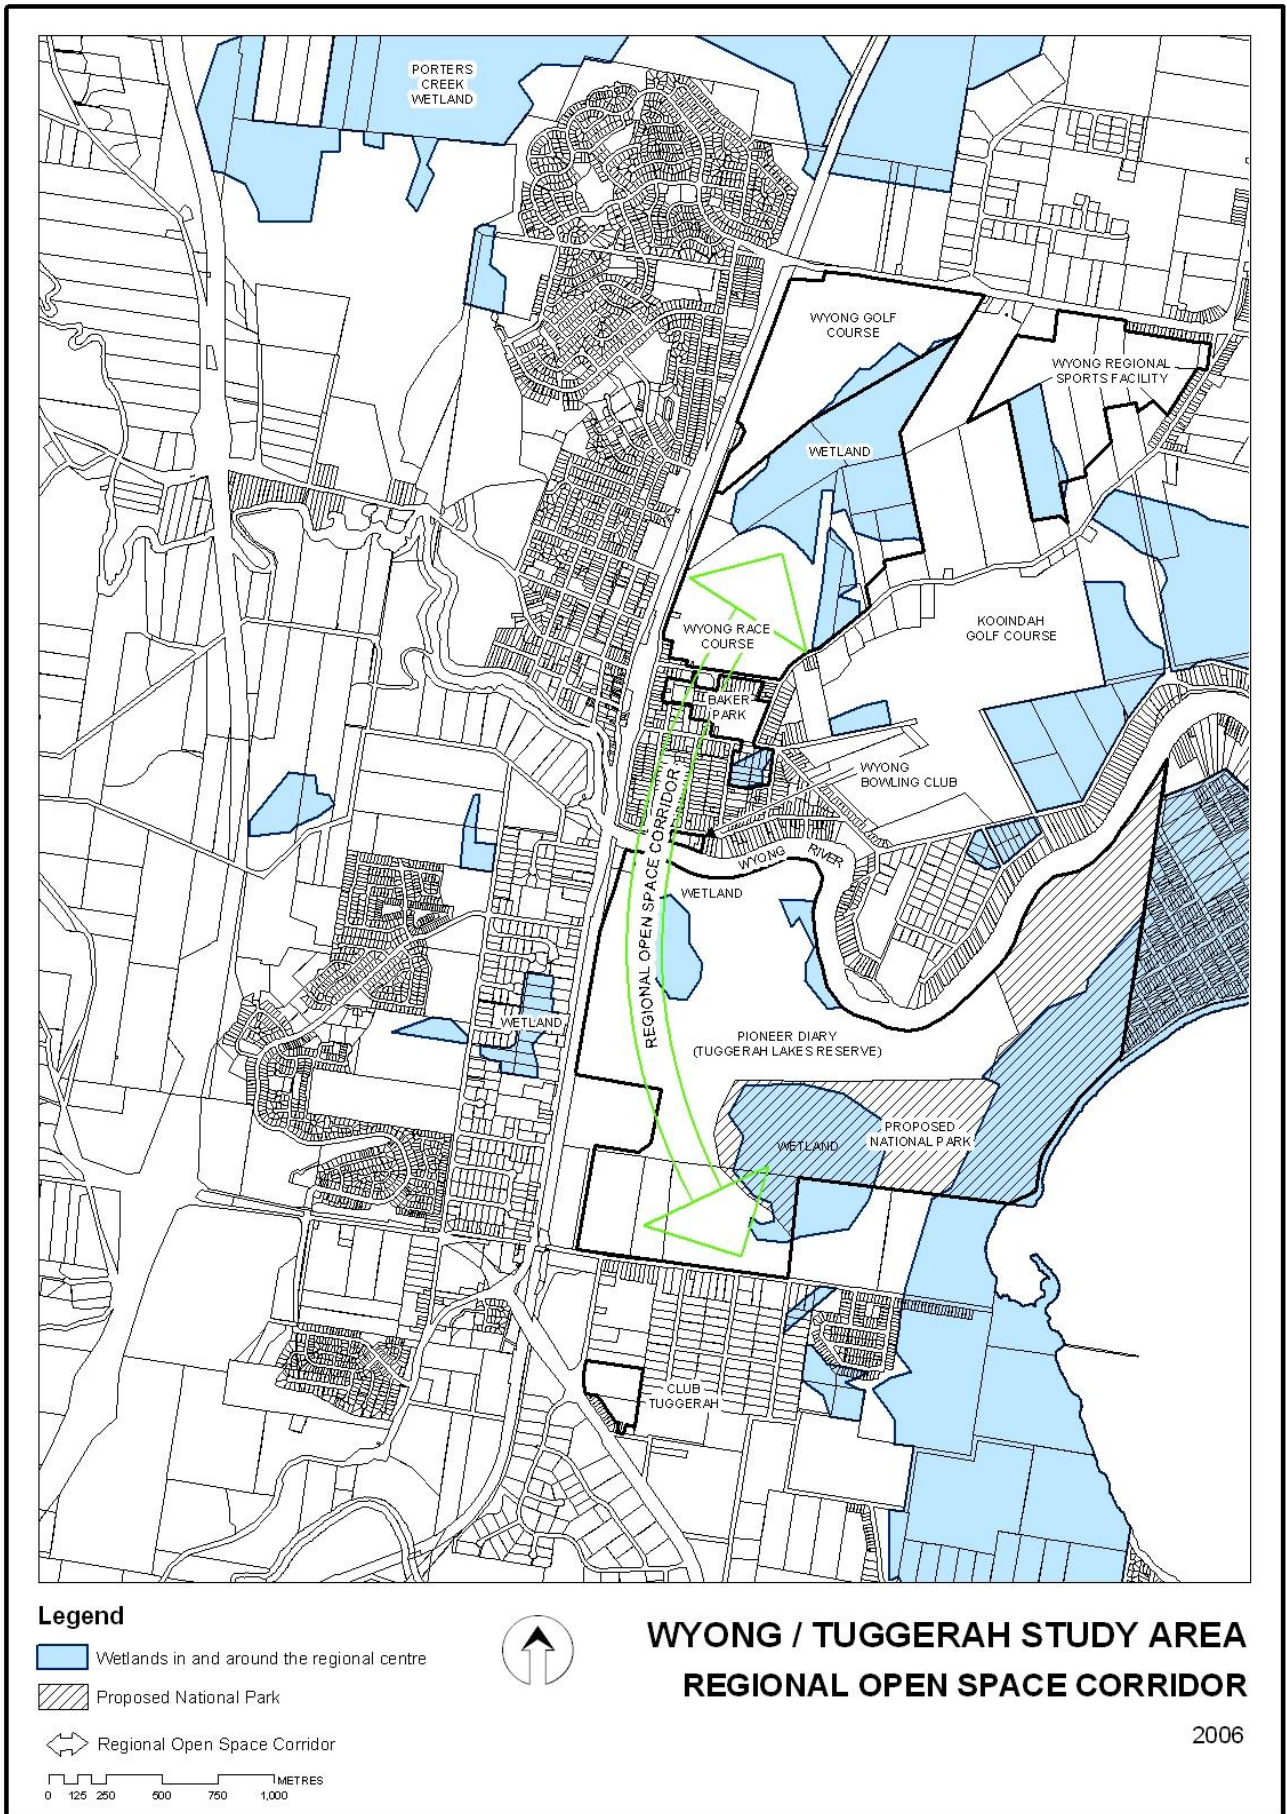 PORTERS
CREEK
WETLAND
WYONG GOLF
COURSE
WYONG REGIONAL
SPORTS FACILITY
WETLAND
KOOINDAH
GOLF COURSE
WYONG RACE
COURSE
BAKER
PARK
WYONG
BOWLING CLUB
REGIONAL OPEN SPACE CORRIDOR
WYONG RIVER
WETLAND
WETLAND
PIONEER DIARY
(TUGGERAH LAKES RESERVE)
PROPOSED
NATIONAL PARK
WETLAND
CLUB
TUGGERAH
Legend
Wetlands in and around the regional centre
Proposed National Park
Regional Open Space Corridor
METRES
0 125 250 500 750 1,000
WYONG / TUGGERAH STUDY AREA
REGIONAL OPEN SPACE CORRIDOR
2006